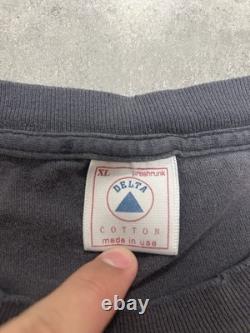 XL preshrunk
DELTA
COTTON
made in usa